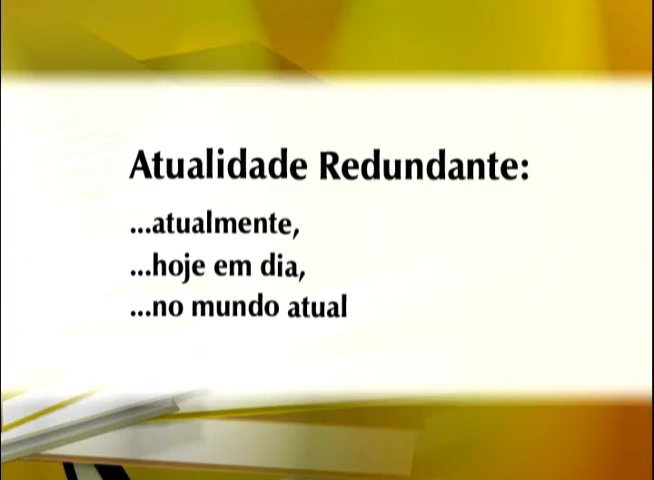 Atualidade Redundante:
...atualmente,
...hoje em dia,
...no mundo atual